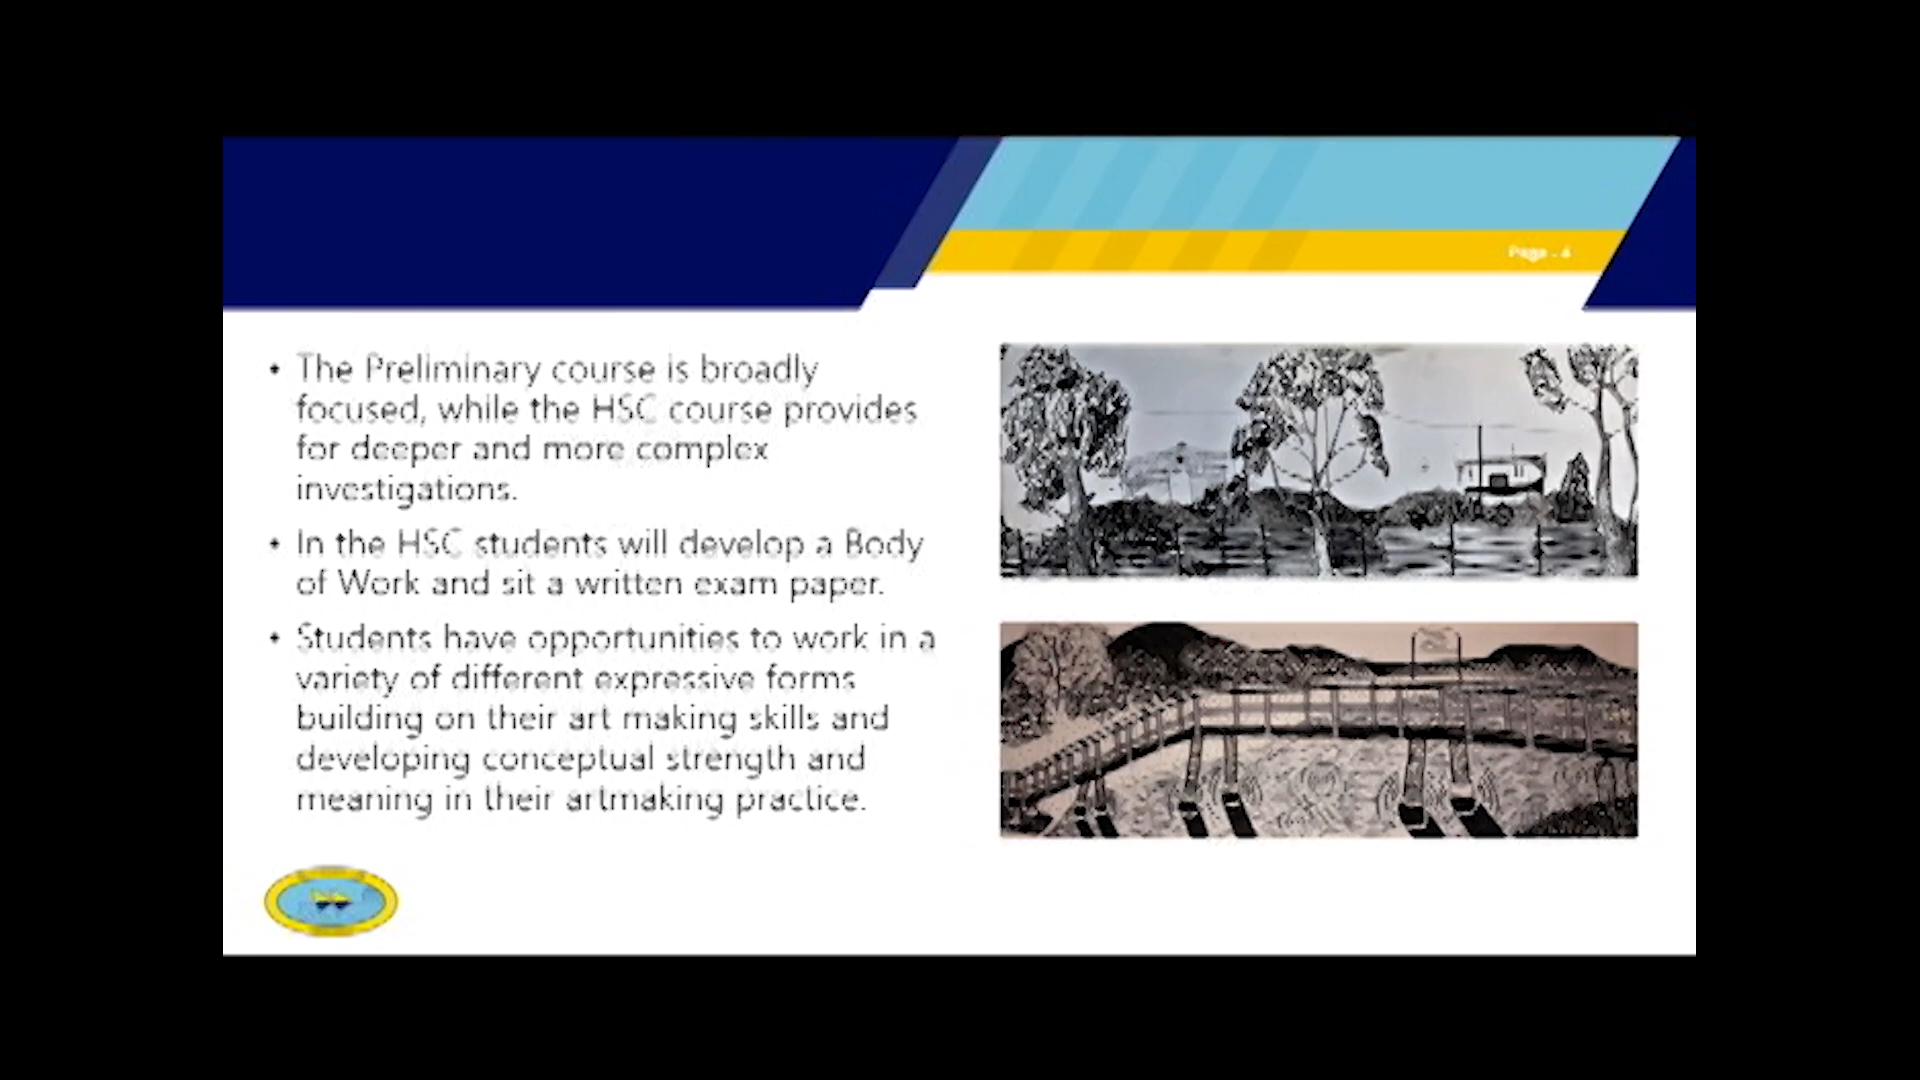 Page - 4
• The Preliminary course is broadly
focused, while the HSC course provides
for deeper and more complex
investigations.
• In the HSC students will develop a Body
of Work and sit a written exam paper.
• Students have opportunities to work in a
variety of different expressive forms
building on their art making skills and
developing conceptual strength and
meaning in their artmaking practice.